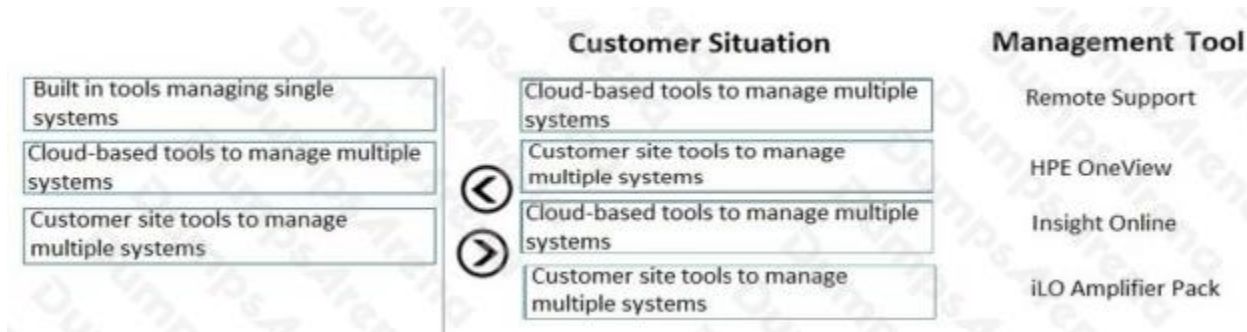 Customer Situation
Management Tool
Built in tools managing single
systems
Cloud-based tools to manage multiple
systems
Customer site tools to manage
multiple systems
Cloud-based tools to manage multiple
systems
Customer site tools to manage
multiple systems
Cloud-based tools to manage multiple
systems
Customer site tools to manage
multiple systems
Remote Support
HPE OneView
Insight Online
iLO Amplifier Pack
DumpsArena